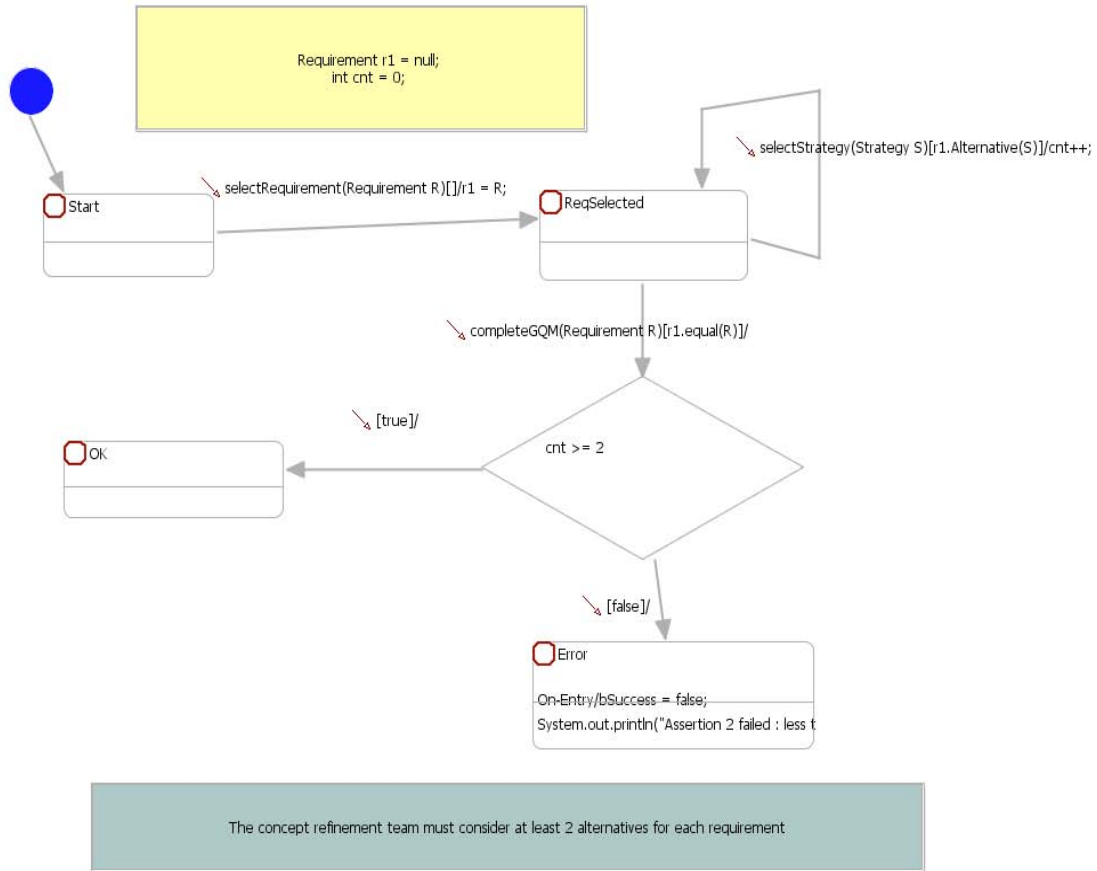 Requirement r1 = null;
int cnt = 0;
selectStrategy(Strategy S)[r1.Alternative(S)]/cnt++;
selectRequirement(Requirement R)[]/r1 = R;
Start
ReqSelected
completeGQM(Requirement R)[r1.equal(R)]/
[true]/
cnt >= 2
OK
[false]/
Error
On-Entry/bSuccess = false;
System.out.println("Assertion 2 failed : less t
The concept refinement team must consider at least 2 alternatives for each requirement